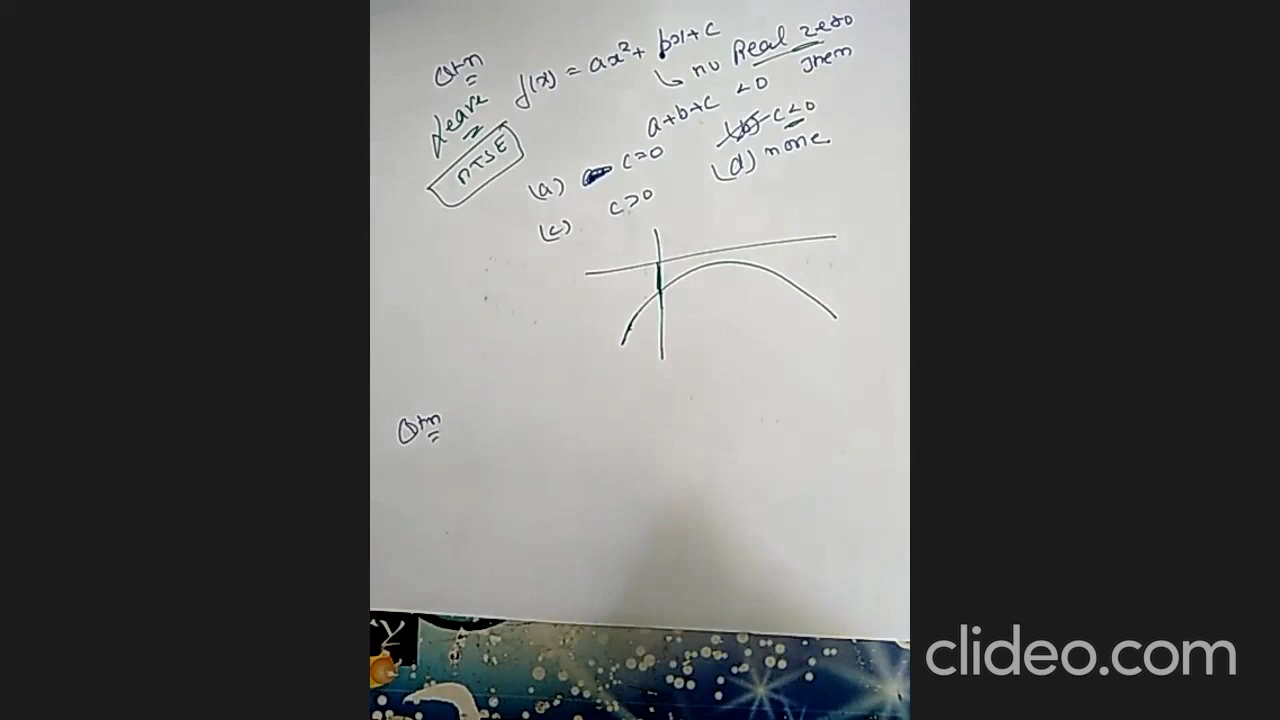 Qtn
f(x) = ax² + bx + c
↳ no Real zero
Learn
a + b + c < 0 then
NTSE
(a) c = 0 (b) c < 0
(c) c > 0 (d) none
Qtn
Y
clideo.com